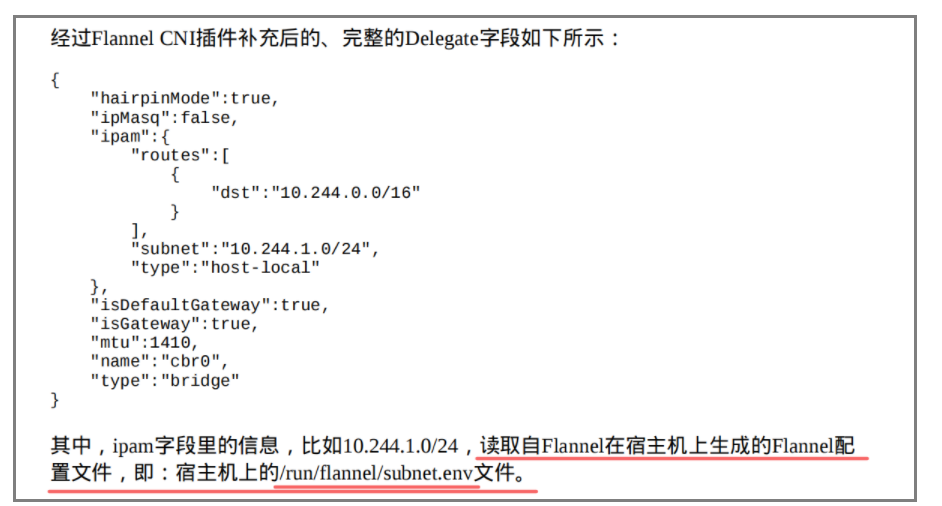 经过Flannel CNI插件补充后的、完整的Delegate字段如下所示：
{
    "hairpinMode":true,
    "ipMasq":false,
    "ipam":{
        "routes":[
            {
                "dst":"10.244.0.0/16"
            }
        ],
        "subnet":"10.244.1.0/24",
        "type":"host-local"
    },
    "isDefaultGateway":true,
    "isGateway":true,
    "mtu":1410,
    "name":"cbr0",
    "type":"bridge"
}
其中，ipam字段里的信息，比如10.244.1.0/24，读取自Flannel在宿主机上生成的Flannel配
置文件，即：宿主机上的/run/flannel/subnet.env文件。